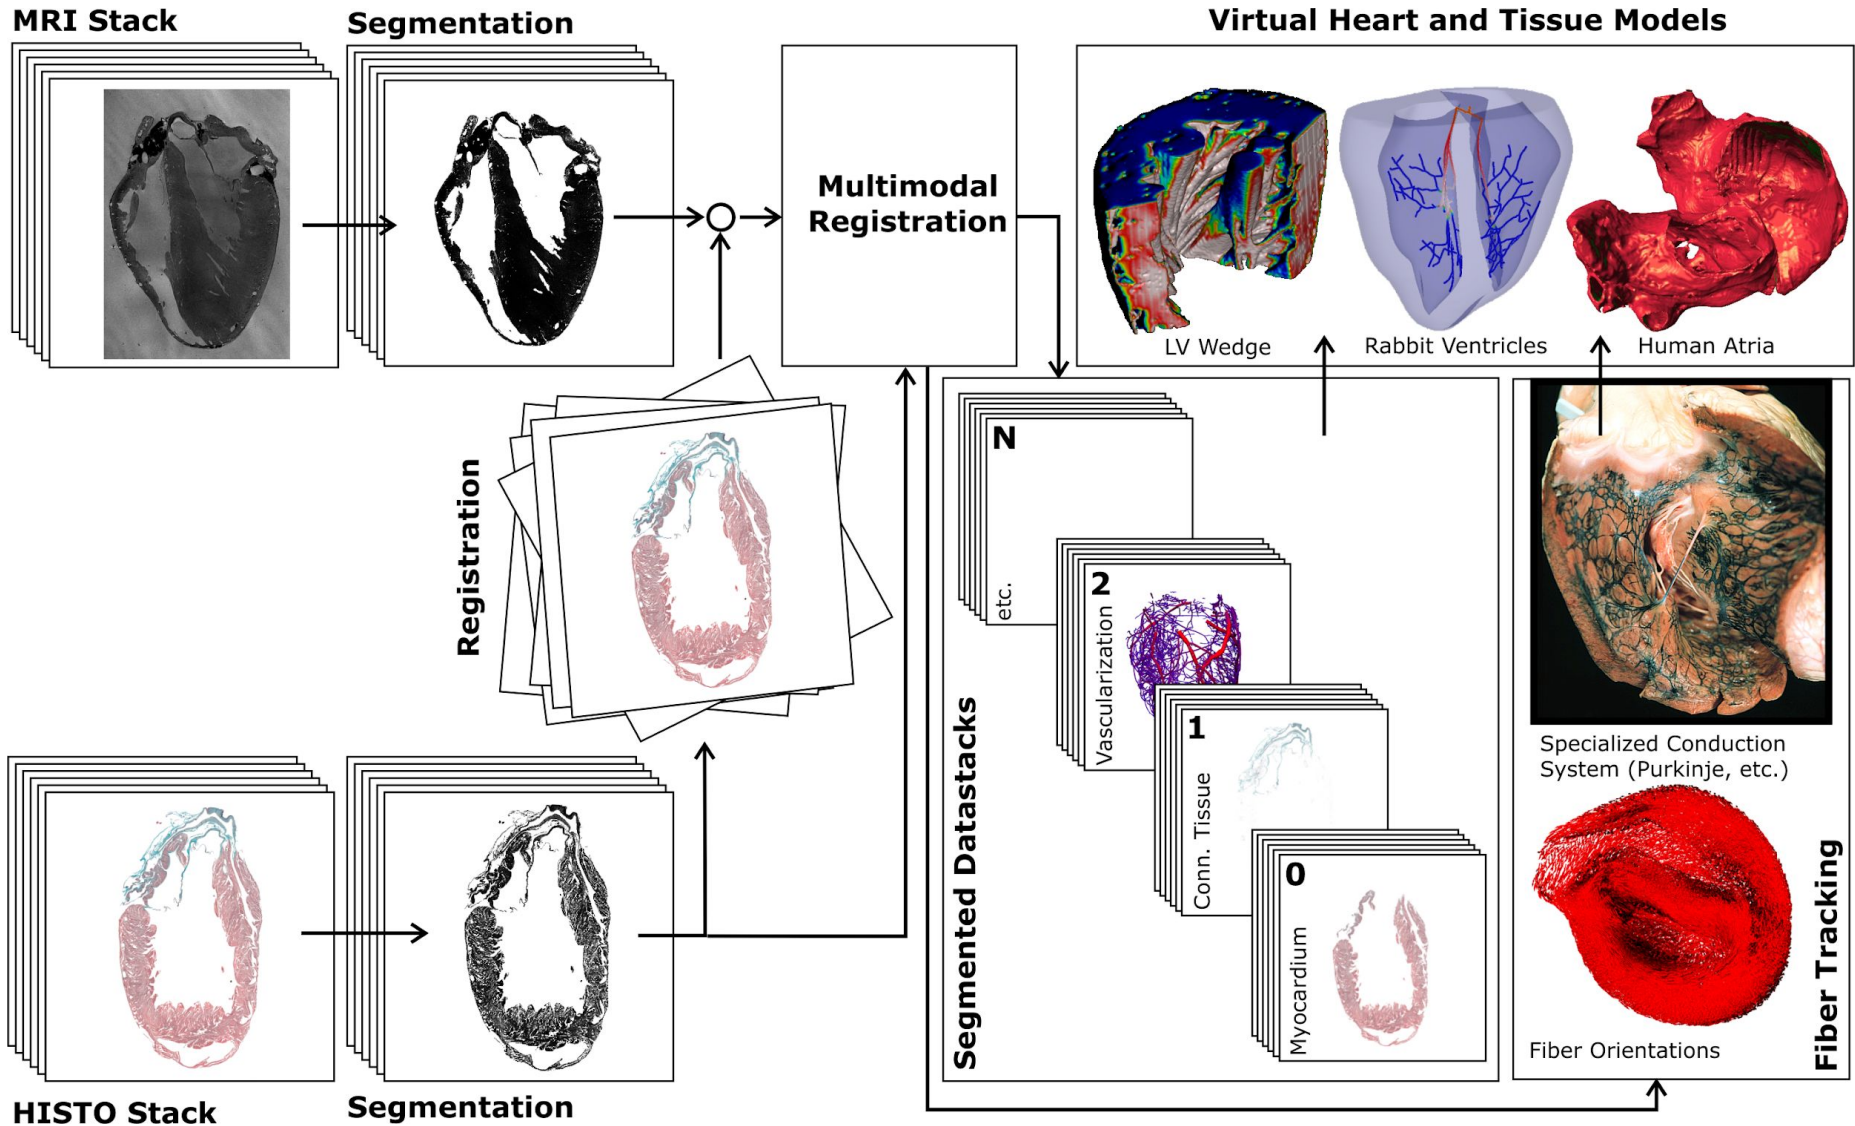 MRI Stack
Segmentation
Virtual Heart and Tissue Models
Multimodal
Registration
LV Wedge
Rabbit Ventricles
Human Atria
Registration
N
etc.
2
Vascularization
1
Conn. Tissue
0
Myocardium
Segmented Datastacks
Specialized Conduction
System (Purkinje, etc.)
Fiber Orientations
Fiber Tracking
HISTO Stack
Segmentation